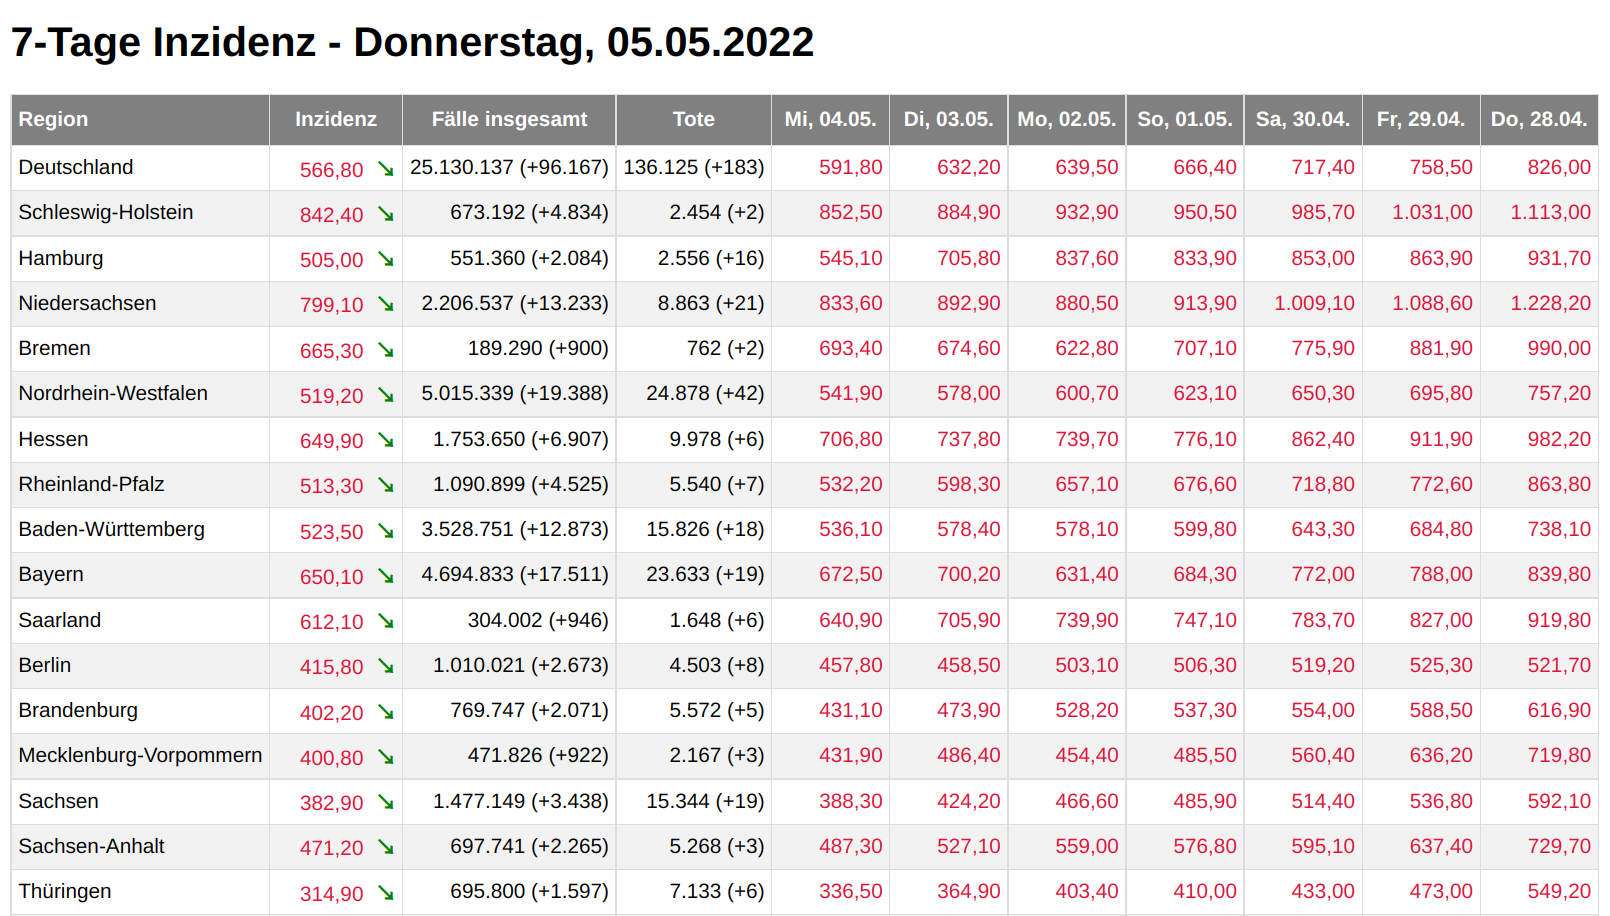 7-Tage Inzidenz - Donnerstag, 05.05.2022
Region Inzidenz Fälle insgesamt Tote Mi, 04.05. Di, 03.05. Mo, 02.05. So, 01.05. Sa, 30.04. Fr, 29.04. Do, 28.04.
Deutschland 566,80 ↘ 25.130.137 (+96.167) 136.125 (+183) 591,80 632,20 639,50 666,40 717,40 758,50 826,00
Schleswig-Holstein 842,40 ↘ 673.192 (+4.834) 2.454 (+2) 852,50 884,90 932,90 950,50 985,70 1.031,00 1.113,00
Hamburg 505,00 ↘ 551.360 (+2.084) 2.556 (+16) 545,10 705,80 837,60 833,90 853,00 863,90 931,70
Niedersachsen 799,10 ↘ 2.206.537 (+13.233) 8.863 (+21) 833,60 892,90 880,50 913,90 1.009,10 1.088,60 1.228,20
Bremen 665,30 ↘ 189.290 (+900) 762 (+2) 693,40 674,60 622,80 707,10 775,90 881,90 990,00
Nordrhein-Westfalen 519,20 ↘ 5.015.339 (+19.388) 24.878 (+42) 541,90 578,00 600,70 623,10 650,30 695,80 757,20
Hessen 649,90 ↘ 1.753.650 (+6.907) 9.978 (+6) 706,80 737,80 739,70 776,10 862,40 911,90 982,20
Rheinland-Pfalz 513,30 ↘ 1.090.899 (+4.525) 5.540 (+7) 532,20 598,30 657,10 676,60 718,80 772,60 863,80
Baden-Württemberg 523,50 ↘ 3.528.751 (+12.873) 15.826 (+18) 536,10 578,40 578,10 599,80 643,30 684,80 738,10
Bayern 650,10 ↘ 4.694.833 (+17.511) 23.633 (+19) 672,50 700,20 631,40 684,30 772,00 788,00 839,80
Saarland 612,10 ↘ 304.002 (+946) 1.648 (+6) 640,90 705,90 739,90 747,10 783,70 827,00 919,80
Berlin 415,80 ↘ 1.010.021 (+2.673) 4.503 (+8) 457,80 458,50 503,10 506,30 519,20 525,30 521,70
Brandenburg 402,20 ↘ 769.747 (+2.071) 5.572 (+5) 431,10 473,90 528,20 537,30 554,00 588,50 616,90
Mecklenburg-Vorpommern 400,80 ↘ 471.826 (+922) 2.167 (+3) 431,90 486,40 454,40 485,50 560,40 636,20 719,80
Sachsen 382,90 ↘ 1.477.149 (+3.438) 15.344 (+19) 388,30 424,20 466,60 485,90 514,40 536,80 592,10
Sachsen-Anhalt 471,20 ↘ 697.741 (+2.265) 5.268 (+3) 487,30 527,10 559,00 576,80 595,10 637,40 729,70
Thüringen 314,90 ↘ 695.800 (+1.597) 7.133 (+6) 336,50 364,90 403,40 410,00 433,00 473,00 549,20